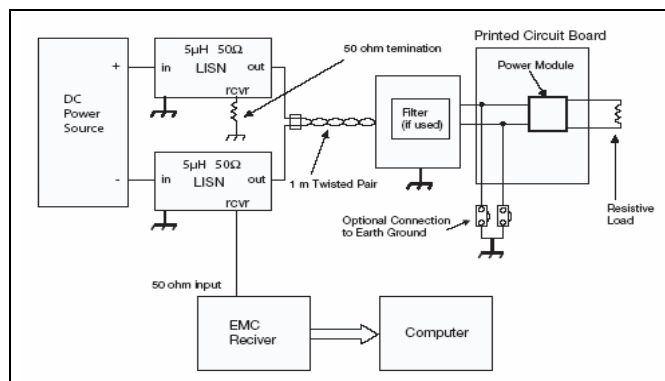 Printed Circuit Board
5µH 50Ω
LISN
in
out
rcvr
+
50 ohm temination
Power Module
DC
Power
Source
Filter
(if used)
5µH 50Ω
LISN
in
out
rcvr
-
1 m Twisted Pair
Optional Connection
to Earth Ground
Resistive
Load
50 ohm input
EMC
Reciver
Computer